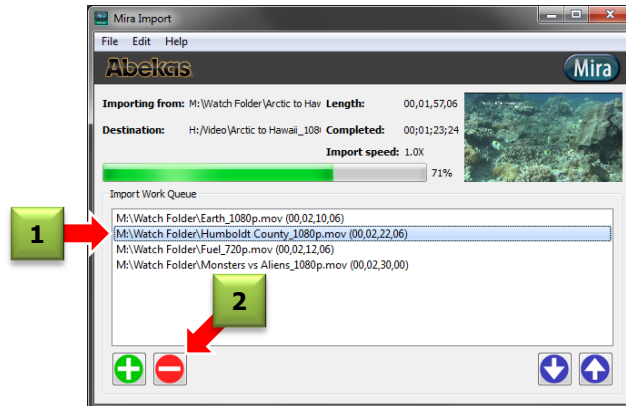 Mira Import
File Edit Help
Abekas
Mira
Importing from: M:\Watch Folder\Arctic to Hav Length: 00,01,57,06
Destination: H:/Video\Arctic to Hawaii_108 Completed: 00;01;23;24
Import speed: 1.0X
71%
Import Work Queue
M:\Watch Folder\Earth_1080p.mov (00,02,10,06)
1
M:\Watch Folder\Humboldt County_1080p.mov (00,02,22,06)
M:\Watch Folder\Fuel_720p.mov (00,02,12,06)
M:\Watch Folder\Monsters vs Aliens_1080p.mov (00,02,30,00)
2